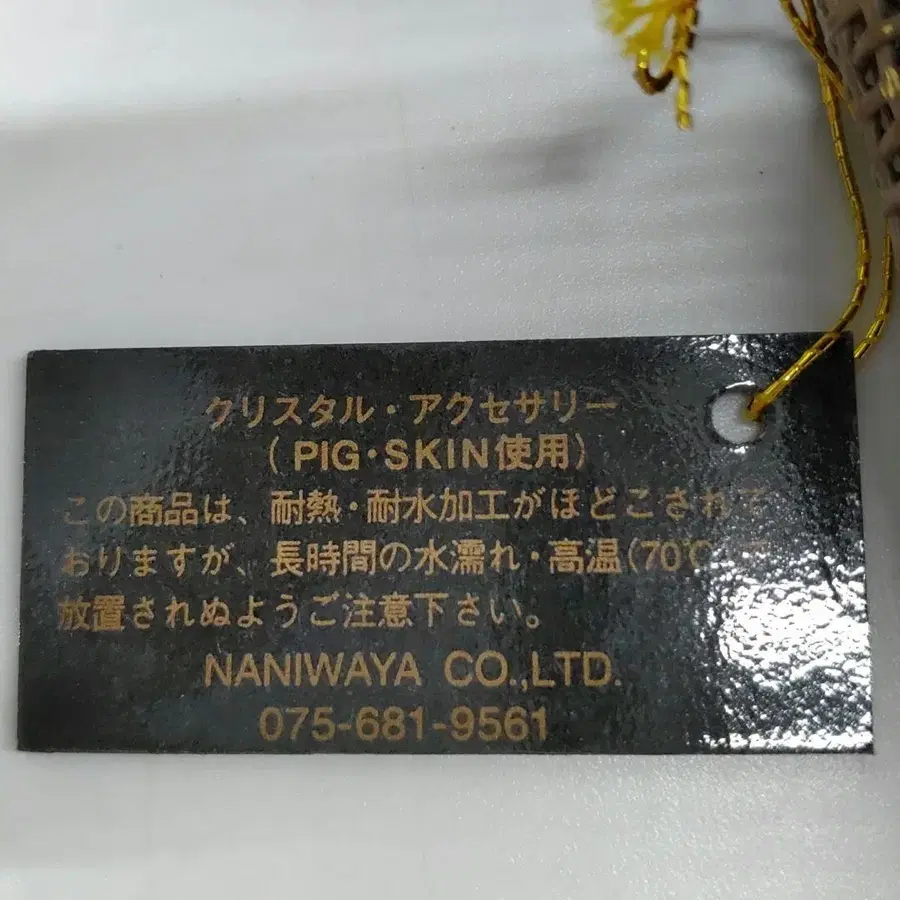 クリスタル・アクセサリー
(PIG・SKIN使用)
この商品は、耐熱・耐水加工がほどこされて
おりますが、長時間の水濡れ・高温(70℃
放置されぬようご注意下さい。
NANIWAYA CO.,LTD.
075-681-9561